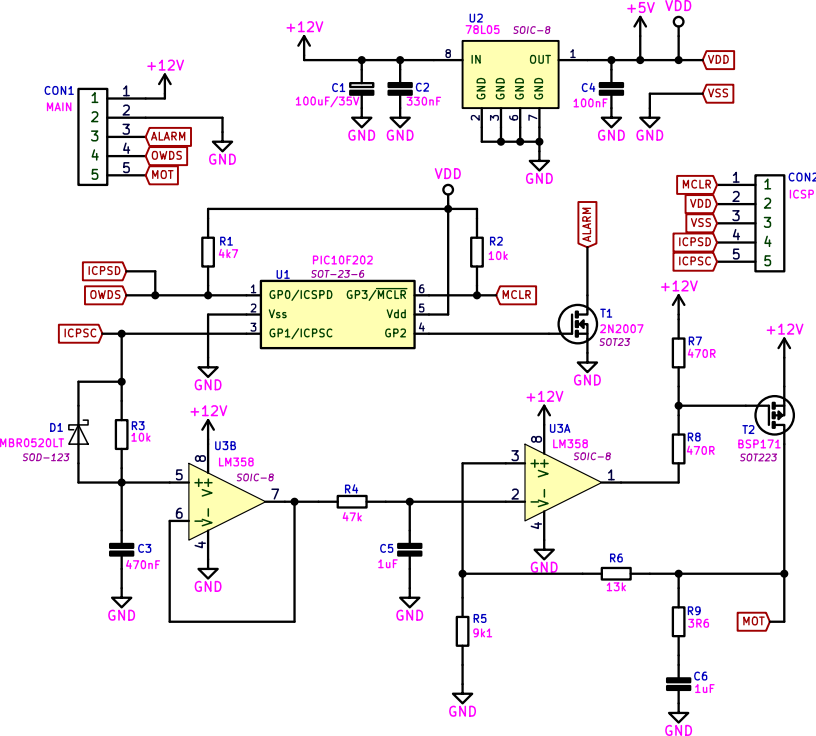 +12V
CON1
MAIN
1
1
2
2
3
3
ALARM
4
4
OWDS
5
5
MOT
GND
+12V
C1
100uF/35V
GND
C2
330nF
GND
U2
78L05
SOIC-8
8
IN
OUT
1
GND
GND
GND
GND
2
3
6
7
GND
+5V
VDD
VDD
C4
100nF
GND
VSS
GND
CON2
ICSP
MCLR
1
1
VDD
2
2
VSS
3
3
ICPSD
4
4
ICPSC
5
5
VDD
R1
4k7
R2
10k
PIC10F202
U1
SOT-23-6
ICPSD
OWDS
ICPSC
1
GP0/ICSPD
GP3/MCLR
6
MCLR
2
Vss
Vdd
5
3
GP1/ICPSC
GP2
4
GND
ALARM
T1
2N2007
SOT23
GND
+12V
R7
470R
R8
470R
+12V
T2
BSP171
SOT223
D1
MBR0520LT
SOD-123
R3
10k
C3
470nF
GND
+12V
U3B
LM358
SOIC-8
8
5
++
V
6
V-
4
7
GND
R4
47k
C5
1uF
GND
+12V
U3A
LM358
SOIC-8
8
3
++
V
2
V-
4
1
GND
R6
13k
R5
9k1
GND
R9
3R6
MOT
C6
1uF
GND